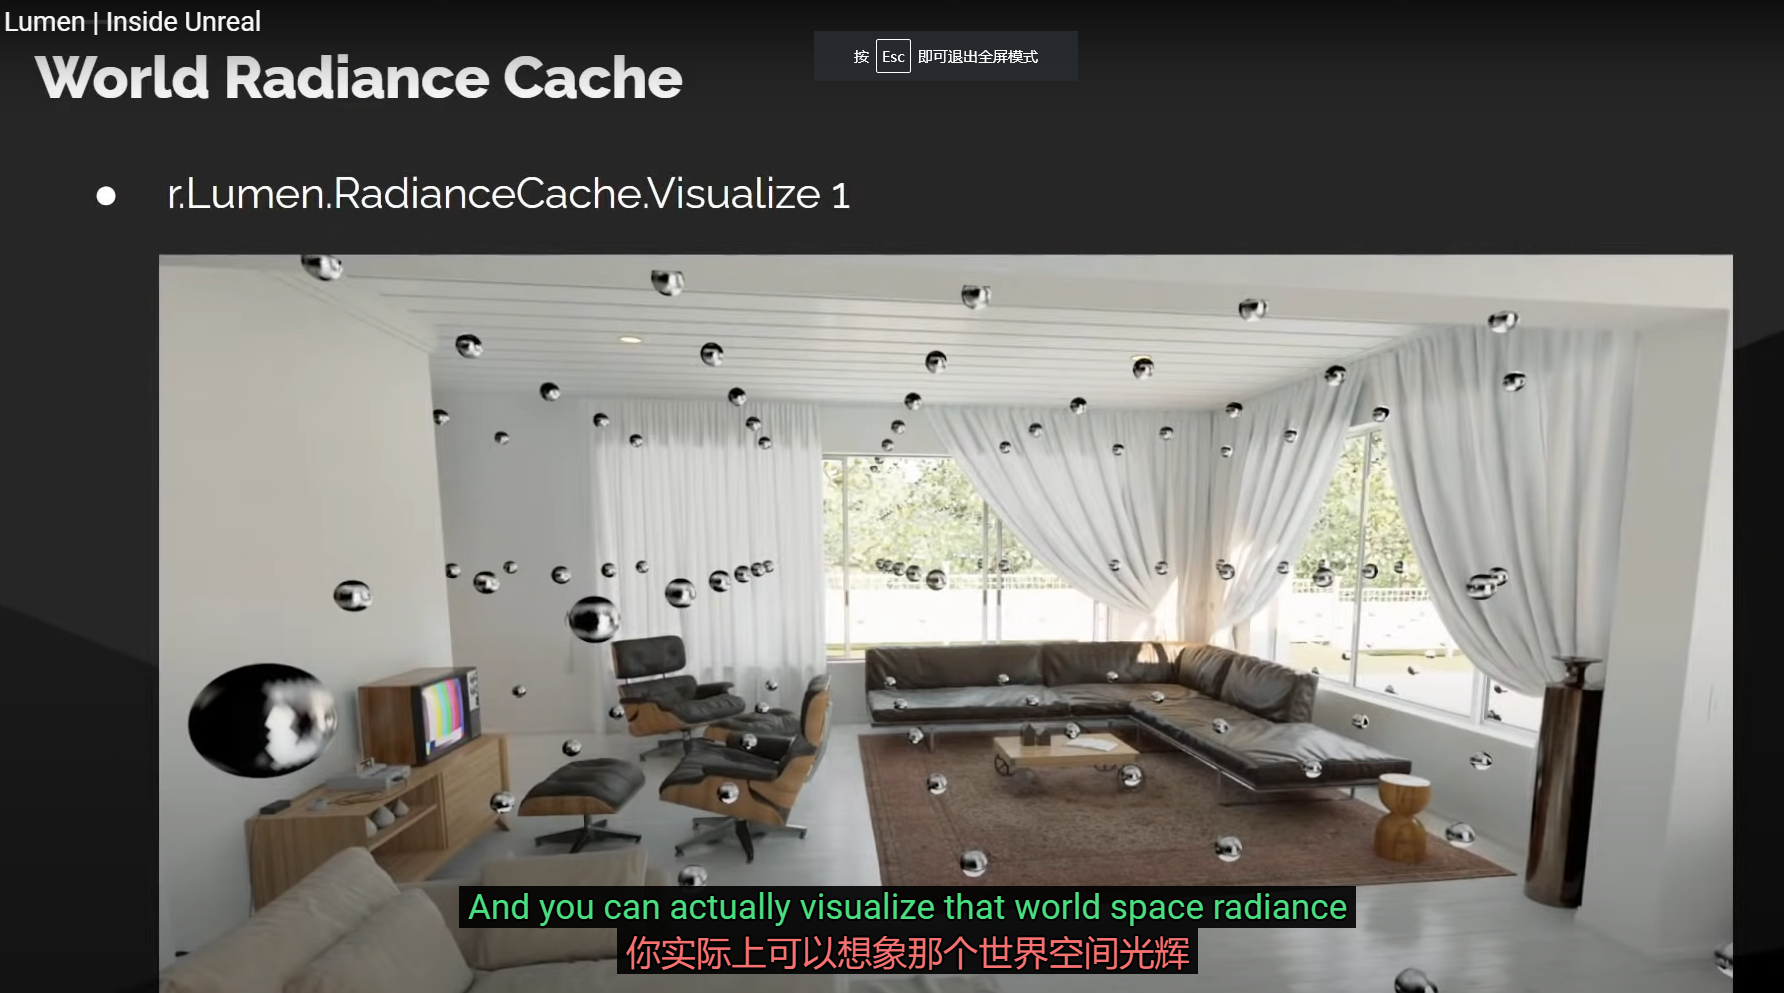 Lumen | Inside Unreal
World Radiance Cache
按 Esc 即可退出全屏模式
● r.Lumen.RadianceCache.Visualize 1
And you can actually visualize that world space radiance
你实际上可以想象那个世界空间光辉